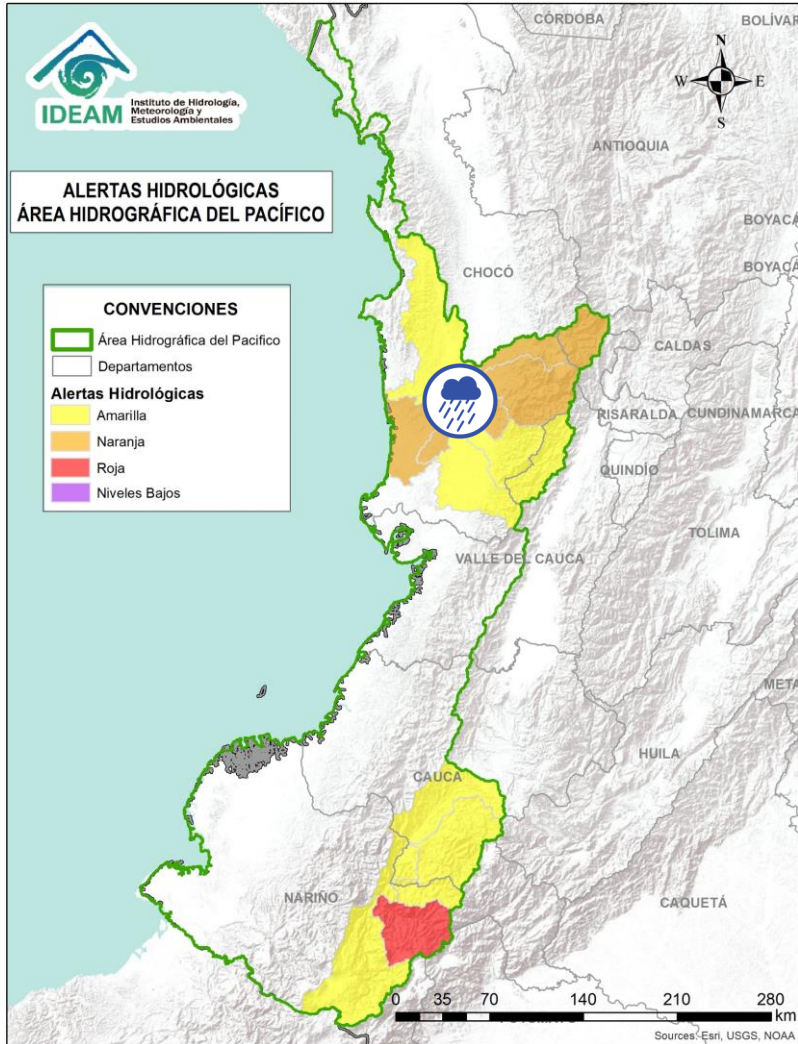 CÓRDOBA
BOLÍVAR
IDEAM
Instituto de Hidrología,
Meteorología y
Estudios Ambientales
N
W
E
S
ANTIOQUIA
ALERTAS HIDROLÓGICAS
ÁREA HIDROGRÁFICA DEL PACÍFICO
BOYACÁ
BOYACÁ
CHOCÓ
CONVENCIONES
Área Hidrográfica del Pacífico
Departamentos
Alertas Hidrológicas
Amarilla
Naranja
Roja
Niveles Bajos
CALDAS
RISARALDA
CUNDINAMARCA
QUINDÍO
TOLIMA
VALLE DEL CAUCA
META
HUILA
CAUCA
NARIÑO
CAQUETÁ
0 35 70 140 210 280
km
Sources: Esri, USGS, NOAA